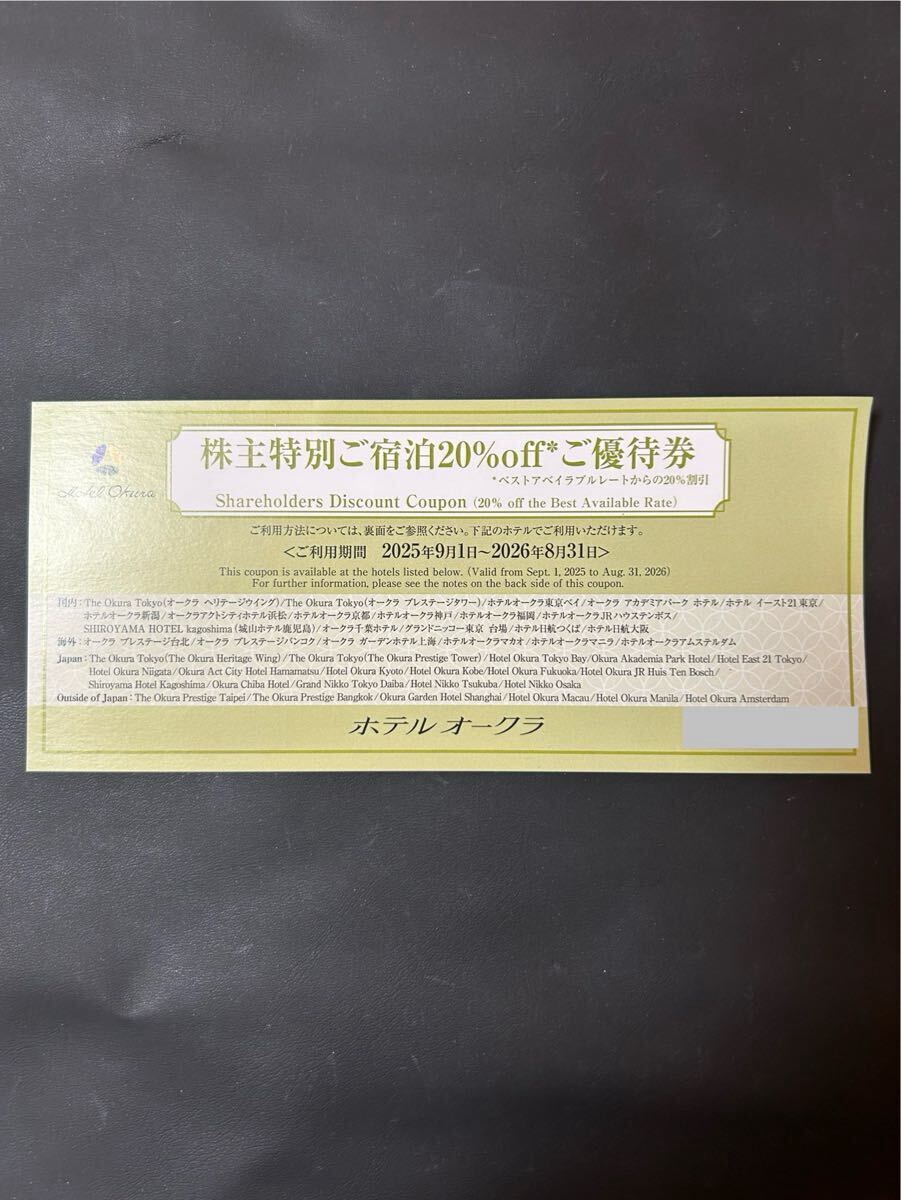 Hotel Okura
株主特別ご宿泊20%off*ご優待券
*ベストアベイラブルレートからの20%割引
Shareholders Discount Coupon (20% off the Best Available Rate)
ご利用方法については、裏面をご参照ください。下記のホテルでご利用いただけます。
＜ご利用期間 2025年9月1日～2026年8月31日＞
This coupon is available at the hotels listed below. (Valid from Sept. 1, 2025 to Aug. 31, 2026)
For further information, please see the notes on the back side of this coupon.
国内：The Okura Tokyo(オークラ ヘリテージウイング)/The Okura Tokyo(オークラ プレステージタワー)/ホテルオークラ東京ベイ/オークラ アカデミアパーク ホテル/ホテル イースト21東京/
ホテルオークラ新潟/オークラアクトシティホテル浜松/ホテルオークラ京都/ホテルオークラ神戸/ホテルオークラ福岡/ホテルオークラJRハウステンボス/
SHIROYAMA HOTEL kagoshima(城山ホテル鹿児島)/オークラ千葉ホテル/グランドニッコー東京 台場/ホテル日航つくば/ホテル日航大阪
海外：オークラ プレステージ台北/オークラ プレステージバンコク/オークラ ガーデンホテル上海/ホテルオークラマカオ/ホテルオークラマニラ/ホテルオークラアムステルダム
Japan：The Okura Tokyo(The Okura Heritage Wing)/The Okura Tokyo(The Okura Prestige Tower)/Hotel Okura Tokyo Bay/Okura Akademia Park Hotel/Hotel East 21 Tokyo/
Hotel Okura Niigata/Okura Act City Hotel Hamamatsu/Hotel Okura Kyoto/Hotel Okura Kobe/Hotel Okura Fukuoka/Hotel Okura JR Huis Ten Bosch/
Shiroyama Hotel Kagoshima/Okura Chiba Hotel/Grand Nikko Tokyo Daiba/Hotel Nikko Tsukuba/Hotel Nikko Osaka
Outside of Japan：The Okura Prestige Taipei/The Okura Prestige Bangkok/Okura Garden Hotel Shanghai/Hotel Okura Macau/Hotel Okura Manila/Hotel Okura Amsterdam
ホテル オークラ